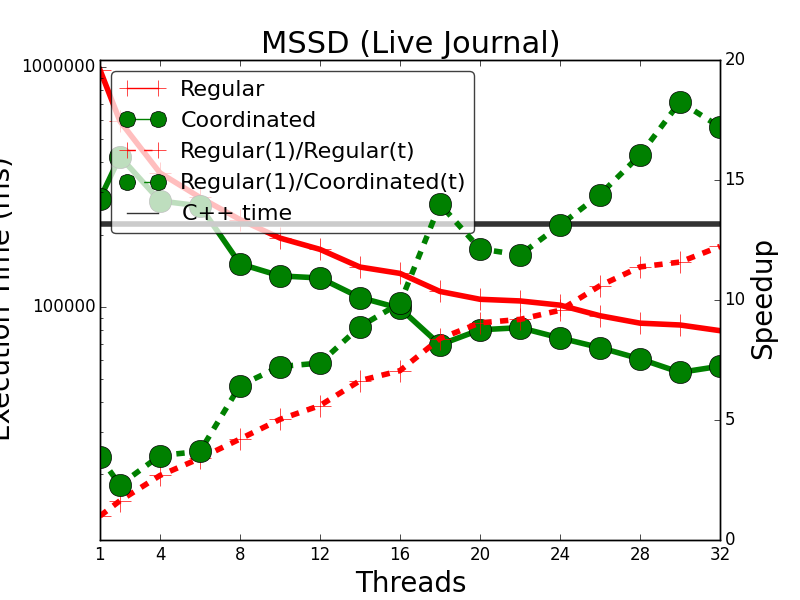 MSSD (Live Journal)
1000000
100000
Execution Time (ms)
Regular
Coordinated
Regular(1)/Regular(t)
Regular(1)/Coordinated(t)
C++ time
20
15
10
5
0
Speedup
1 4 8 12 16 20 24 28 32
Threads